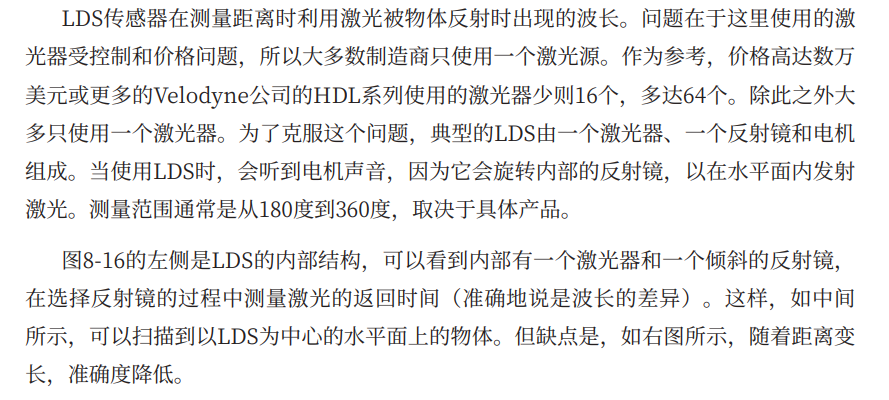 LDS传感器在测量距离时利用激光被物体反射时出现的波长。问题在于这里使用的激
光器受控制和价格问题，所以大多数制造商只使用一个激光源。作为参考，价格高达数万
美元或更多的Velodyne公司的HDL系列使用的激光器少则16个，多达64个。除此之外大
多只使用一个激光器。为了克服这个问题，典型的LDS由一个激光器、一个反射镜和电机
组成。当使用LDS时，会听到电机声音，因为它会旋转内部的反射镜，以在水平面内发射
激光。测量范围通常是从180度到360度，取决于具体产品。
图8-16的左侧是LDS的内部结构，可以看到内部有一个激光器和一个倾斜的反射镜，
在选择反射镜的过程中测量激光的返回时间（准确地说是波长的差异）。这样，如中间
所示，可以扫描到以LDS为中心的水平面上的物体。但缺点是，如右图所示，随着距离变
长，准确度降低。